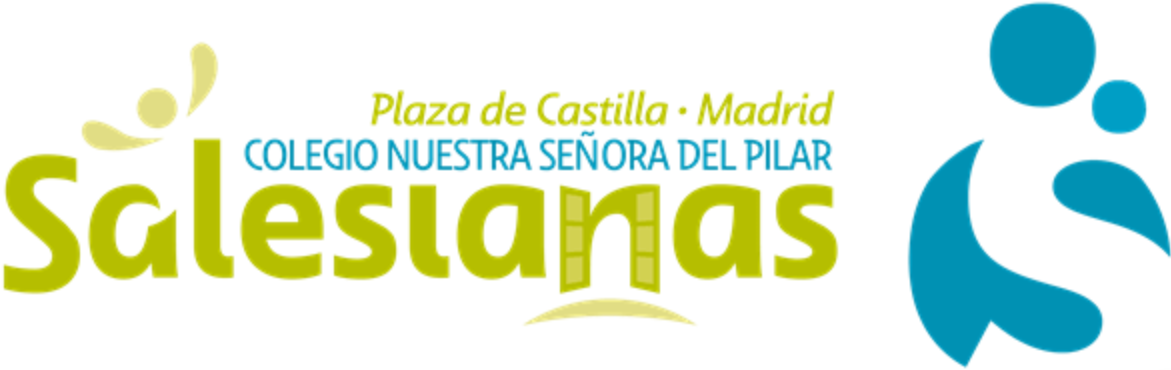 Plaza de Castilla · Madrid
COLEGIO NUESTRA SEÑORA DEL PILAR
Salesianas